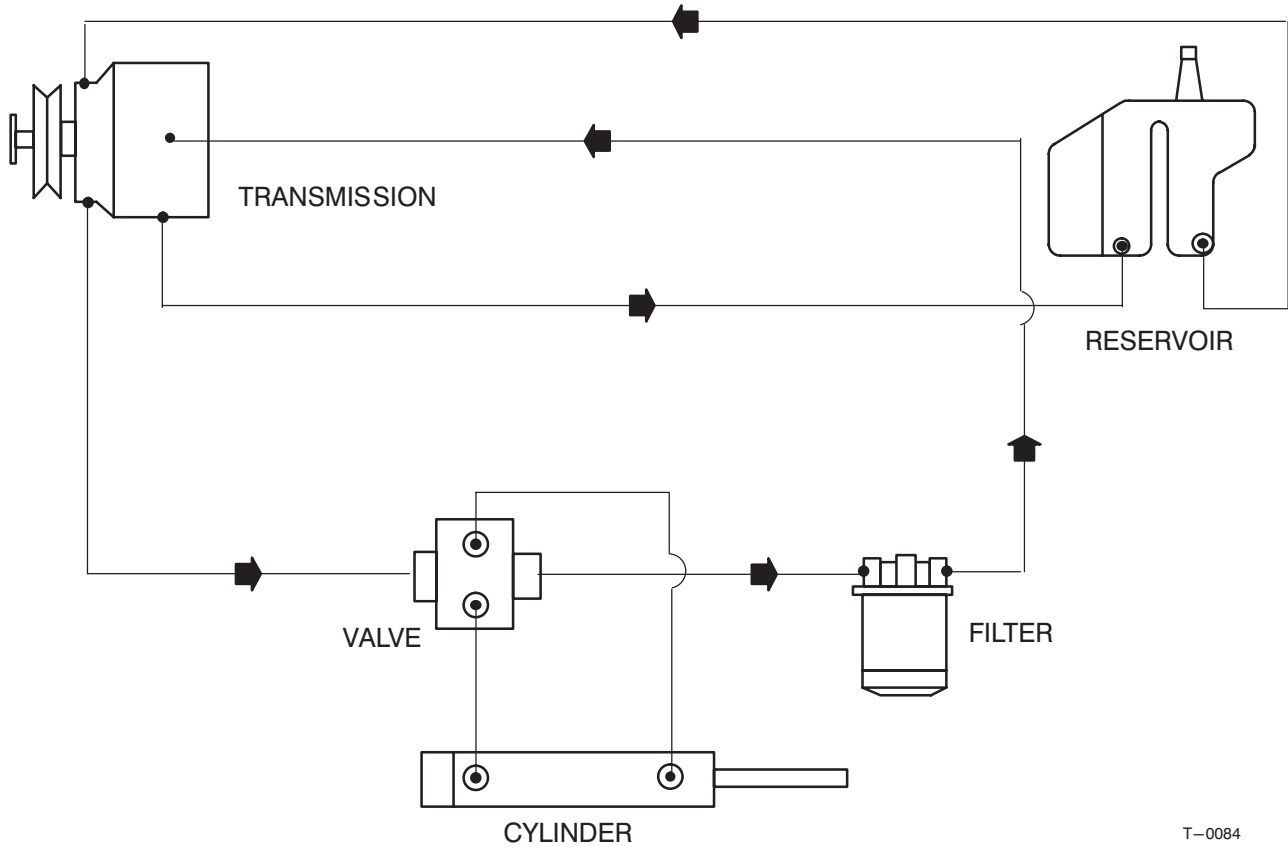 TRANSMISSION
RESERVOIR
VALVE
FILTER
CYLINDER
T–0084